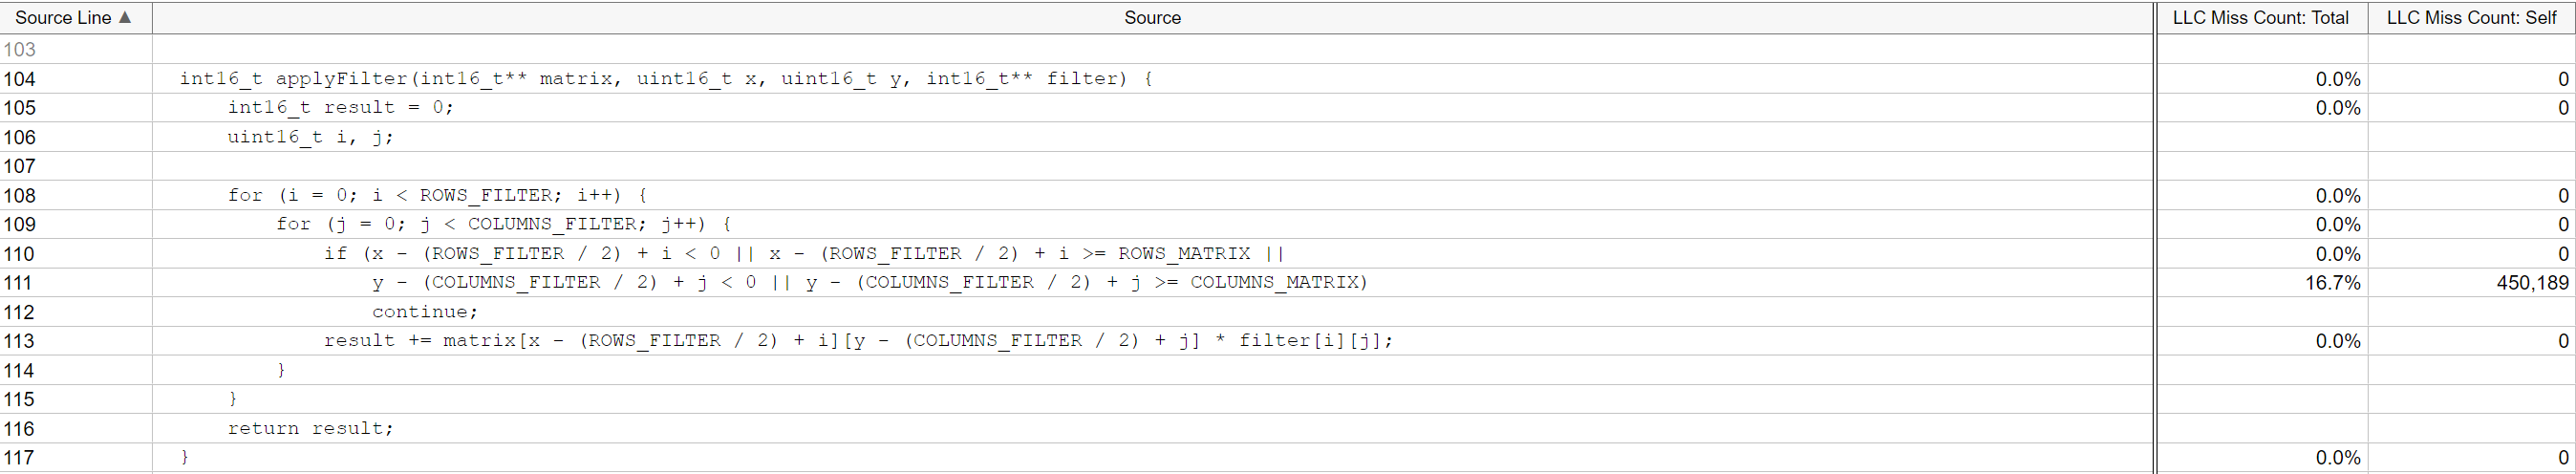 Source Line ▲ Source LLC Miss Count: Total LLC Miss Count: Self
103
104 int16_t applyFilter(int16_t** matrix, uint16_t x, uint16_t y, int16_t** filter) { 0.0% 0
105 int16_t result = 0; 0.0% 0
106 uint16_t i, j;
107
108 for (i = 0; i < ROWS_FILTER; i++) { 0.0% 0
109 for (j = 0; j < COLUMNS_FILTER; j++) { 0.0% 0
110 if (x - (ROWS_FILTER / 2) + i < 0 || x - (ROWS_FILTER / 2) + i >= ROWS_MATRIX || 0.0% 0
111 y - (COLUMNS_FILTER / 2) + j < 0 || y - (COLUMNS_FILTER / 2) + j >= COLUMNS_MATRIX) 16.7% 450,189
112 continue;
113 result += matrix[x - (ROWS_FILTER / 2) + i][y - (COLUMNS_FILTER / 2) + j] * filter[i][j]; 0.0% 0
114 }
115 }
116 return result;
117 } 0.0% 0